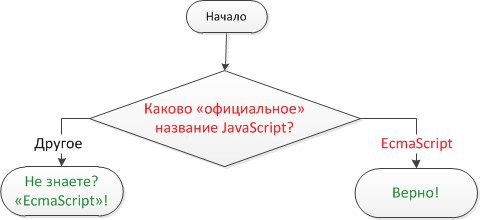 Начало
Каково «официальное»
название JavaScript?
Другое
EcmaScript
Не знаете?
«EcmaScript»!
Верно!